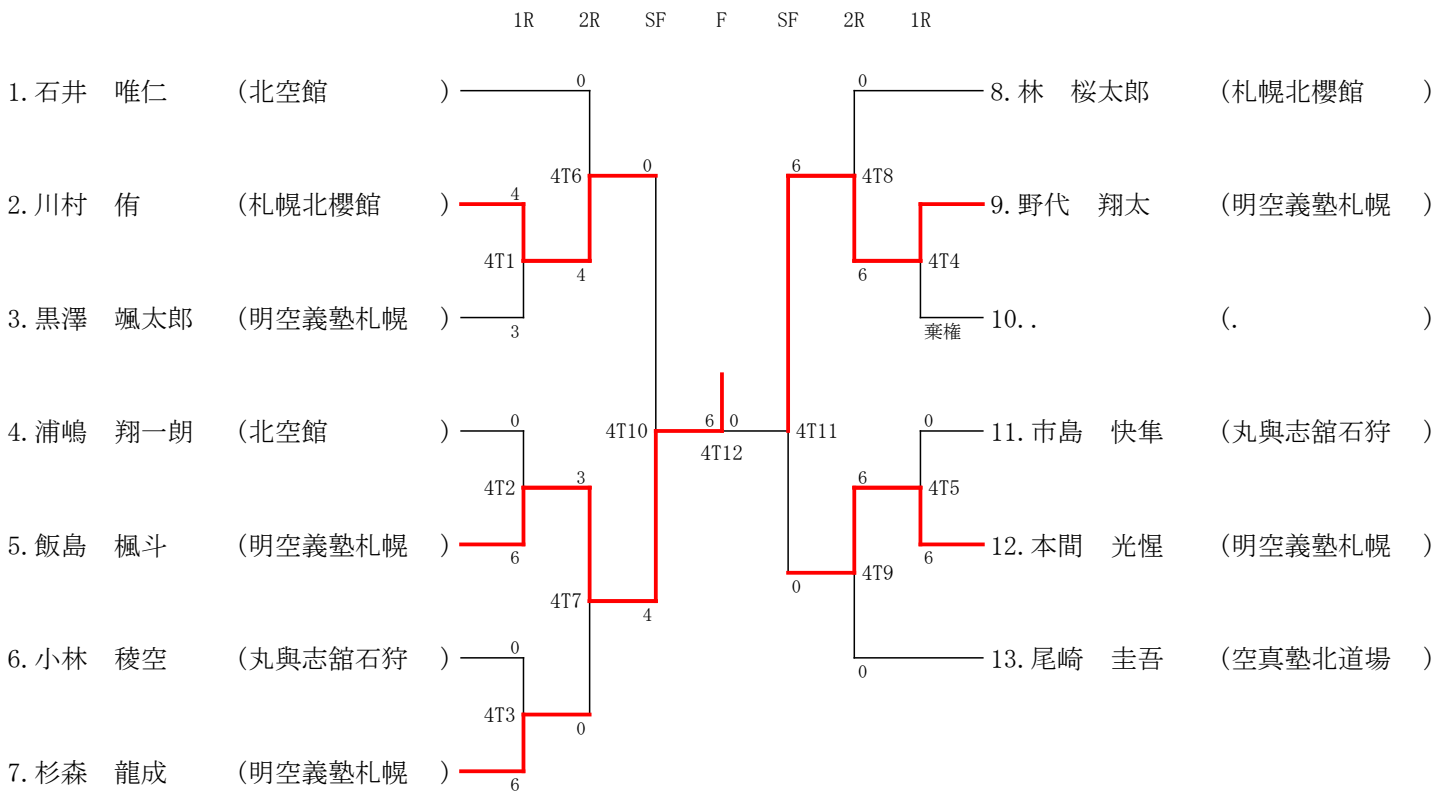 1R 2R SF F SF 2R 1R
0 0
1. 石井 唯仁 (北空館 ) 8. 林 桜太郎 (札幌北櫻館 )
0 6
4T6 4T8
4
2. 川村 侑 (札幌北櫻館 ) 9. 野代 翔太 (明空義塾札幌 )
4T1 4T4
4 6
3. 黒澤 颯太郎 (明空義塾札幌 ) 10. . (. )
3 棄権
0 6 0 0
4. 浦嶋 翔一朗 (北空館 ) 4T10 4T11 11. 市島 快隼 (丸與志舘石狩 )
4T12
3 6
4T2 4T5
5. 飯島 楓斗 (明空義塾札幌 ) 12. 本間 光惺 (明空義塾札幌 )
6 6
4T9
0
4T7
4
0
6. 小林 稜空 (丸與志舘石狩 ) 13. 尾崎 圭吾 (空真塾北道場 )
0
4T3
0
7. 杉森 龍成 (明空義塾札幌 )
6